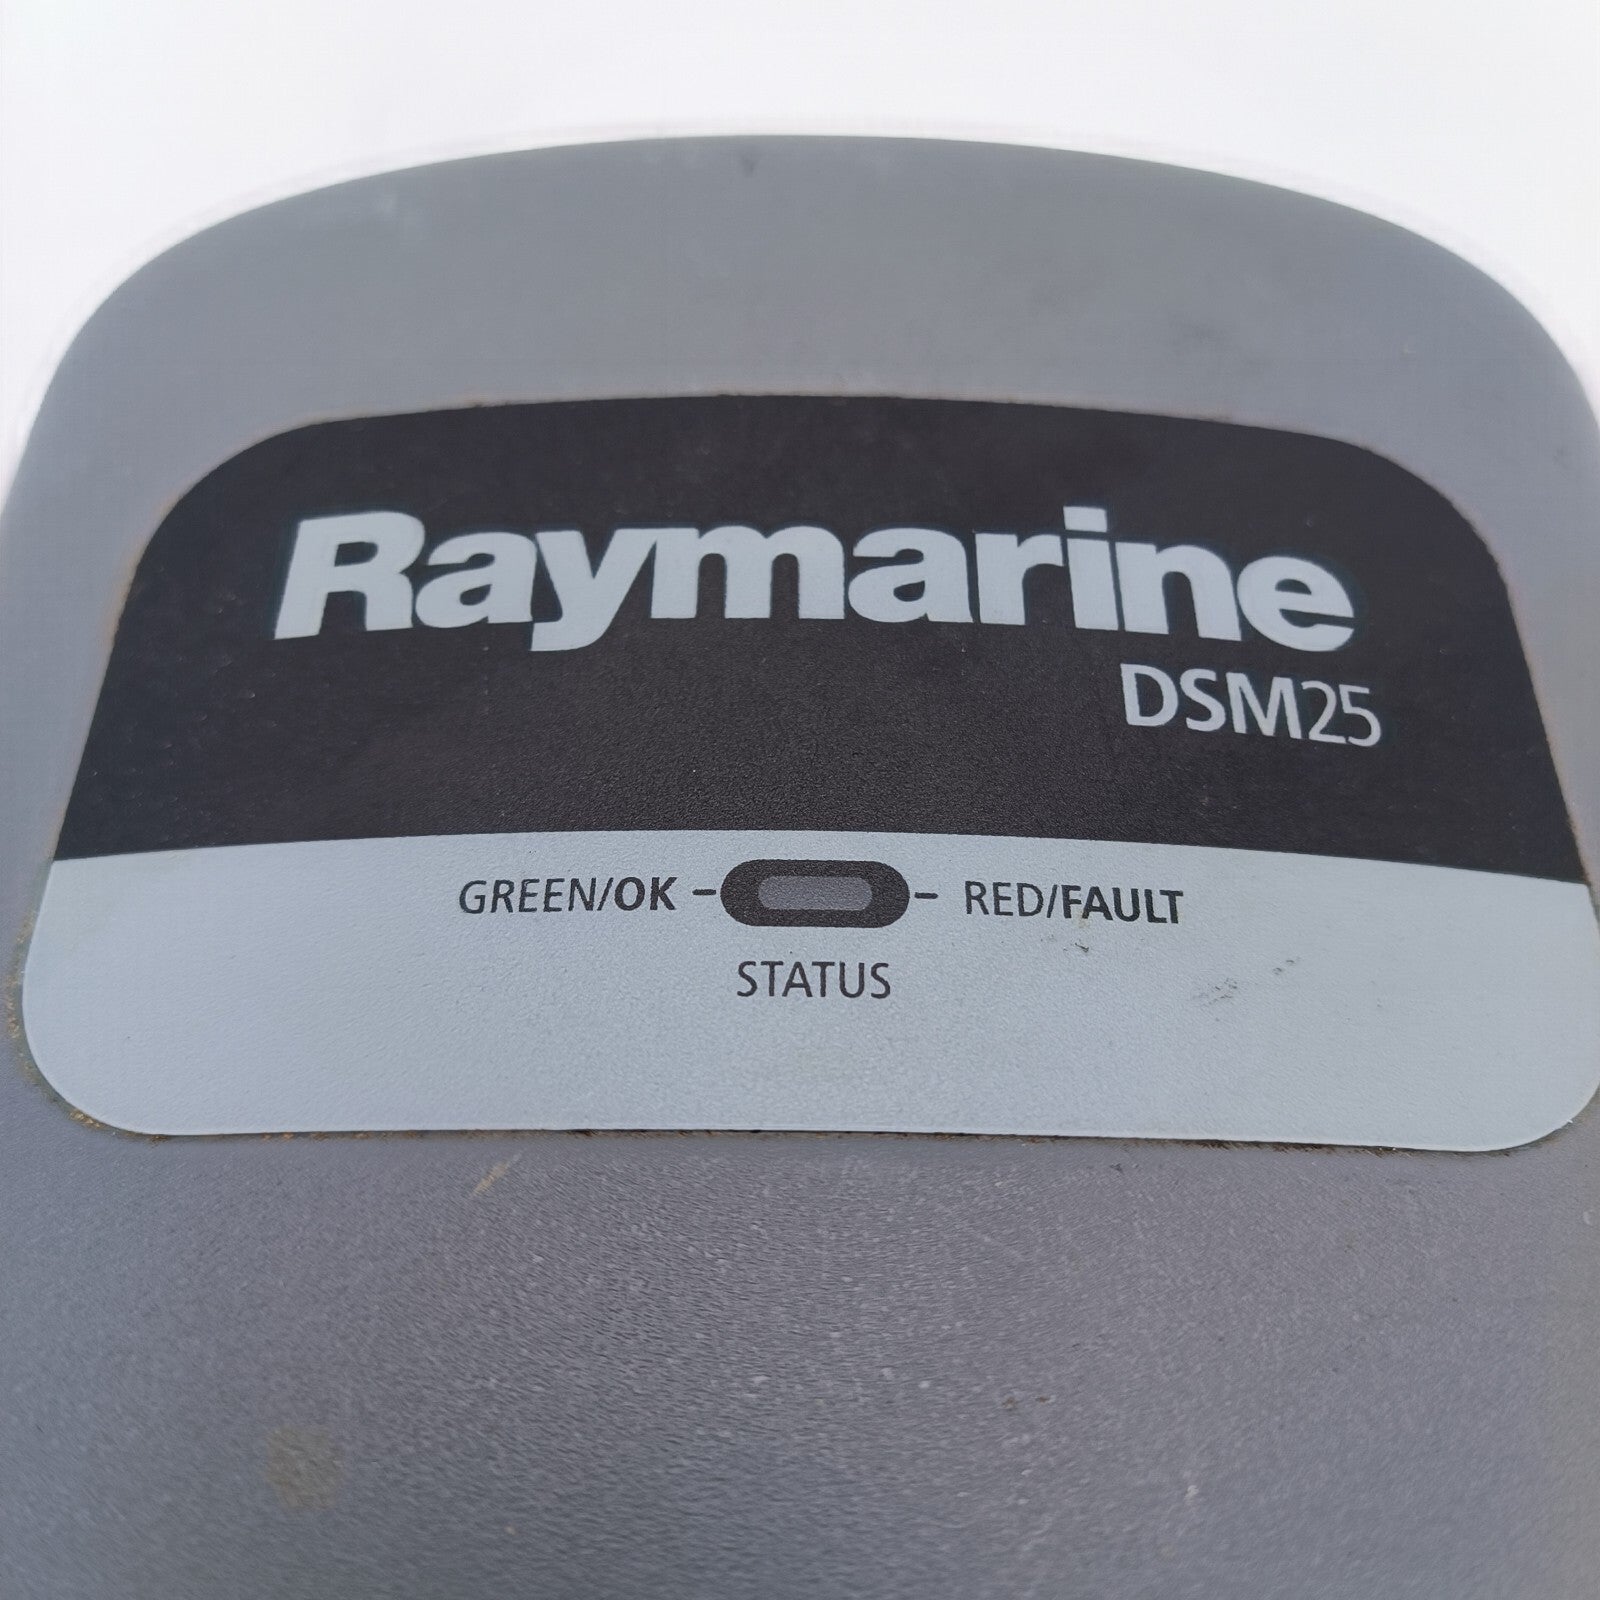 Raymarine
DSM25
GREEN/OK - - RED/FAULT
STATUS